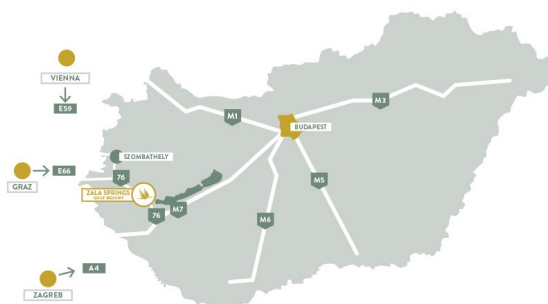 VIENNA
E59
M1
M3
BUDAPEST
SZOMBATHELY
E66
GRAZ
76
ZALA SPRINGS
GOLF RESORT
76
M7
M5
M6
A4
ZAGREB